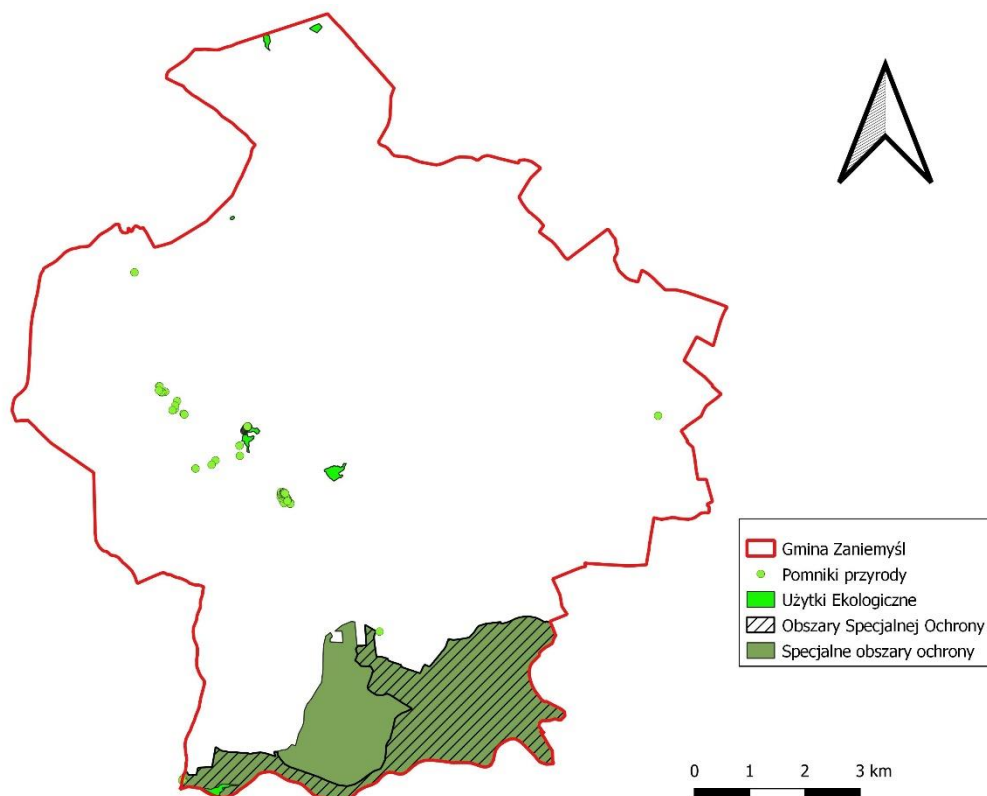 Gmina Zaniemyśl
Pomniki przyrody
Użytki Ekologiczne
Obszary Specjalnej Ochrony
Specjalne obszary ochrony
0 1 2 3 km